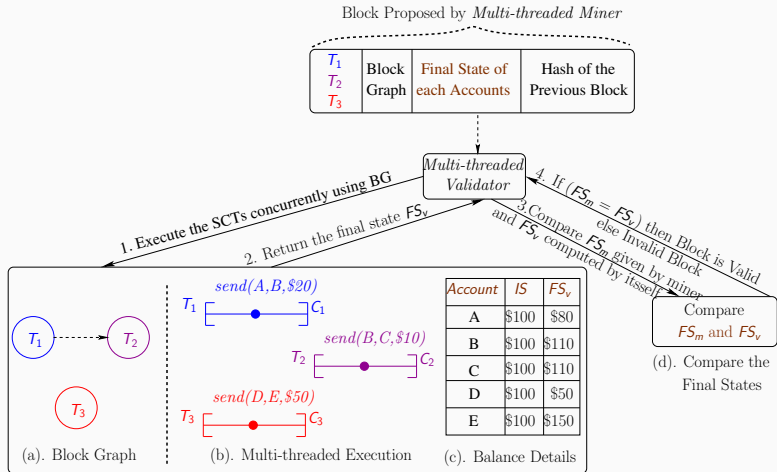 Block Proposed by Multi-threaded Miner
T1
T2
T3
Block
Graph
Final State of
each Accounts
Hash of the
Previous Block
Multi-threaded
Validator
1. Execute the SCTs concurrently using BG
2. Return the final state FSv
3.Compare FSm given by miner
and FSv computed by itsself
4. If (FSm = FSv) then Block is Valid
else Invalid Block
T1
T2
T3
(a). Block Graph
send(A,B,$20)
T1
C1
send(B,C,$10)
T2
C2
send(D,E,$50)
T3
C3
(b). Multi-threaded Execution
Account IS FSv
A $100 $80
B $100 $110
C $100 $110
D $100 $50
E $100 $150
(c). Balance Details
Compare
FSm and FSv
(d). Compare the
Final States